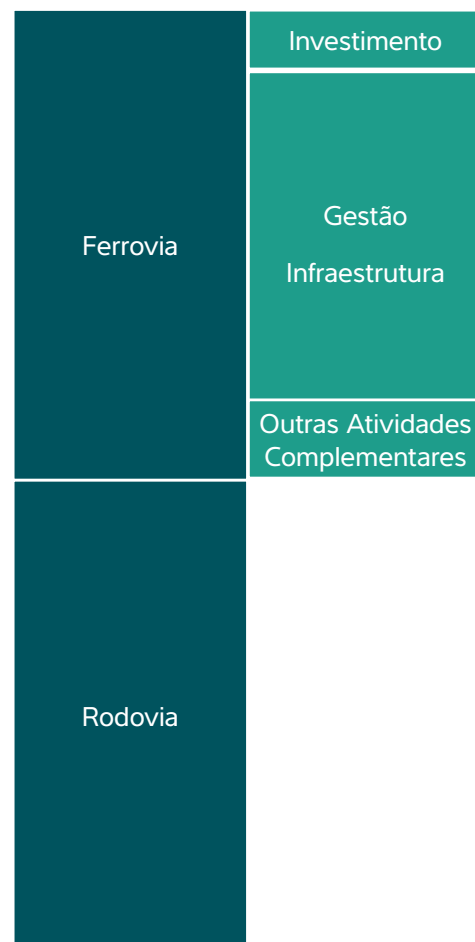 Investimento
Ferrovia
Gestão
Infraestrutura
Outras Atividades
Complementares
Rodovia